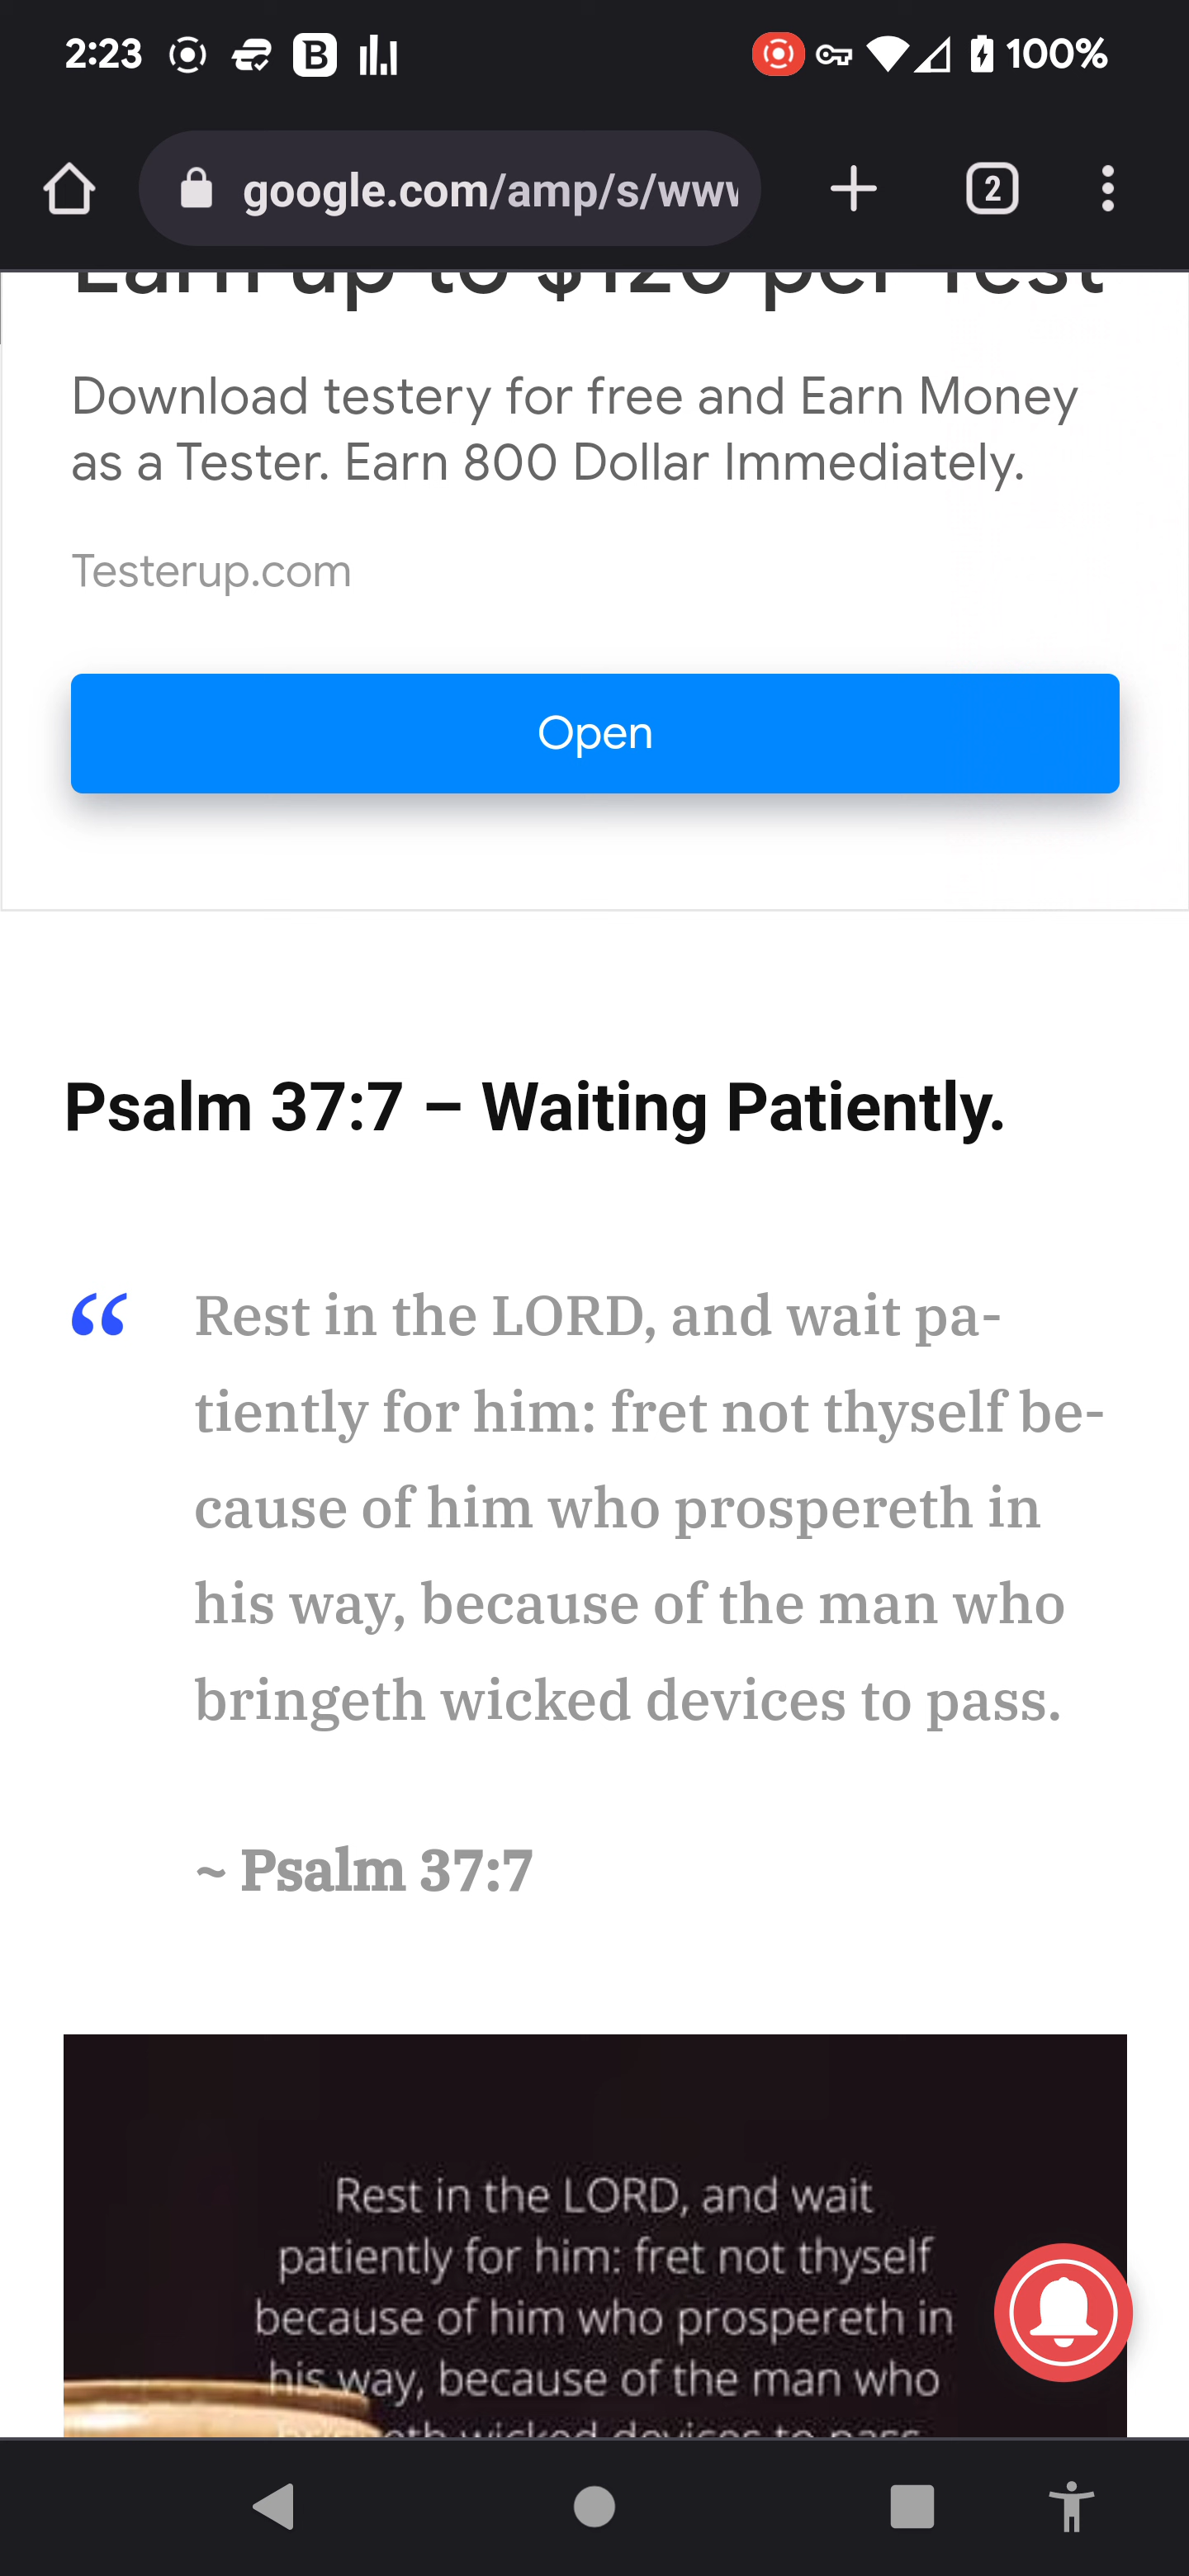 2:23
B
100%
google.com/amp/s/www
2
Earn up to $120 per Test
Download testery for free and Earn Money
as a Tester. Earn 800 Dollar Immediately.
Testerup.com
Open
Psalm 37:7 – Waiting Patiently.
“ Rest in the LORD, and wait pa-
tiently for him: fret not thyself be-
cause of him who prospereth in
his way, because of the man who
bringeth wicked devices to pass.
~ Psalm 37:7
Rest in the LORD, and wait
patiently for him: fret not thyself
because of him who prospereth in
his way, because of the man who
bringeth wicked devices to pass.